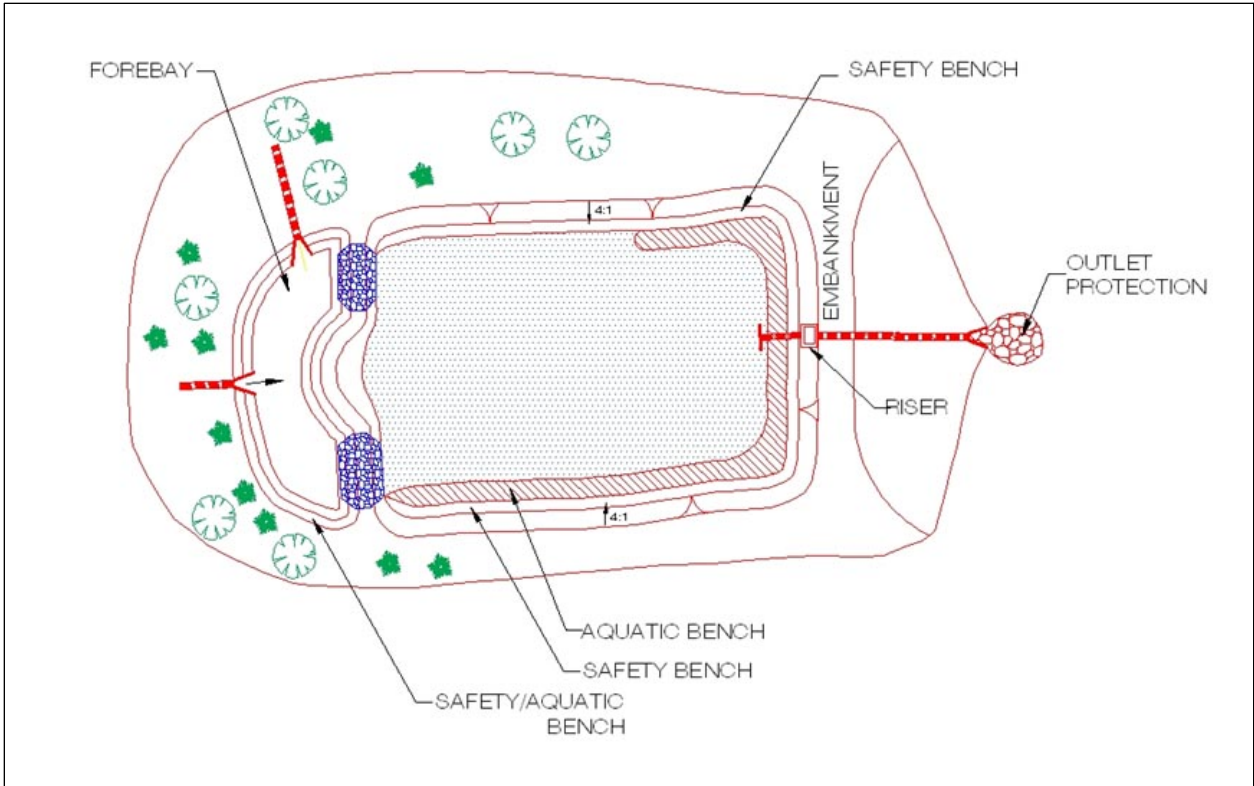 FOREBAY
SAFETY BENCH
4:1
EMBANKMENT
OUTLET
PROTECTION
RISER
4:1
AQUATIC BENCH
SAFETY BENCH
SAFETY/AQUATIC
BENCH